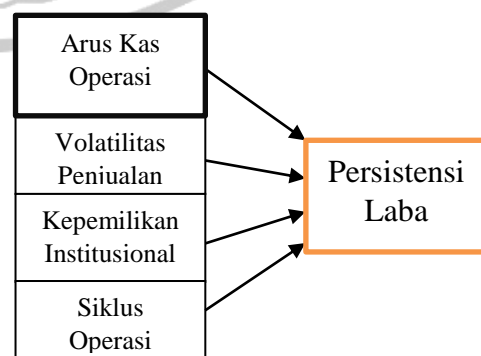 Arus Kas
Operasi
Volatilitas
Peniualan
Kepemilikan
Institusional
Siklus
Operasi
Persistensi
Laba